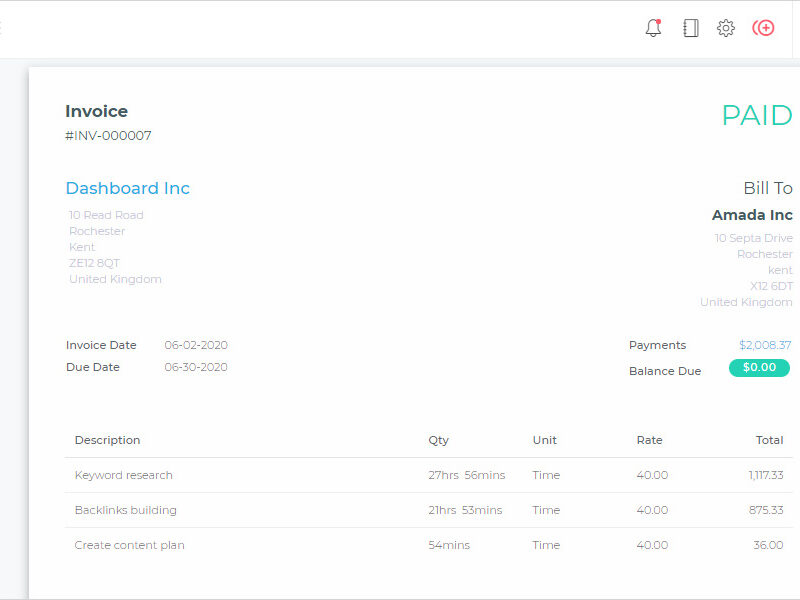 Invoice
#INV-000007
PAID
Dashboard Inc
10 Read Road
Rochester
Kent
ZE12 8QT
United Kingdom
Bill To
Amada Inc
10 Septa Drive
Rochester
kent
X12 6DT
United Kingdom
Invoice Date 06-02-2020
Due Date 06-30-2020
Payments $2,008.37
Balance Due $0.00
Description Qty Unit Rate Total
Keyword research 27hrs 56mins Time 40.00 1,117.33
Backlinks building 21hrs 53mins Time 40.00 875.33
Create content plan 54mins Time 40.00 36.00